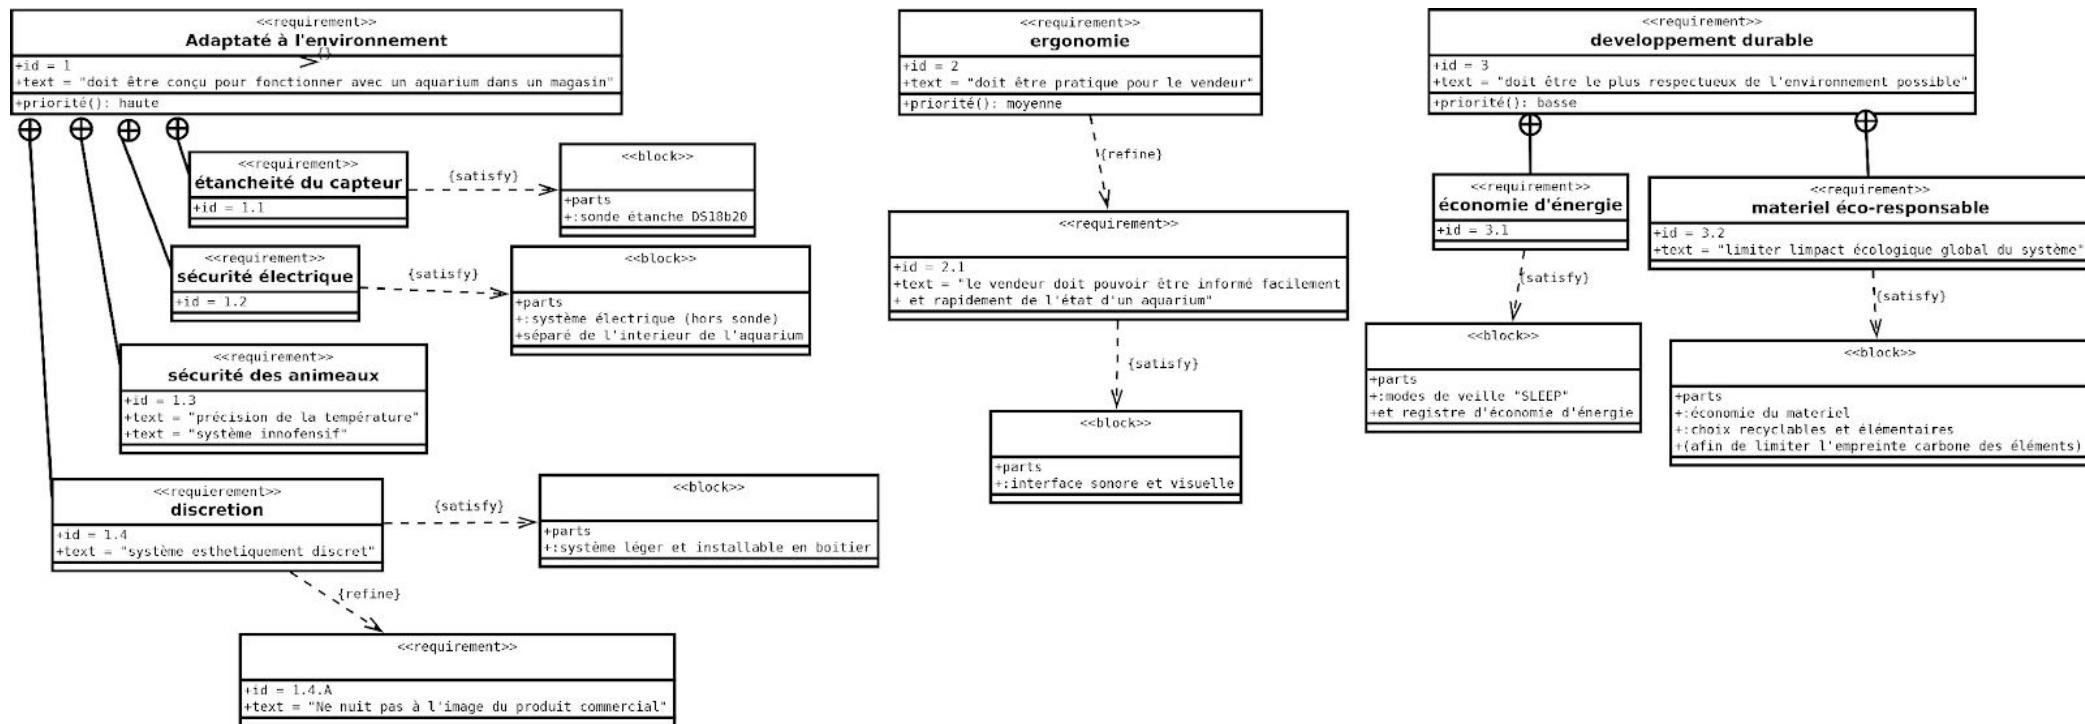 <<requirement>>
Adaptaté à l'environnement
{}
+id = 1
+text = "doit être conçu pour fonctionner avec un aquarium dans un magasin"
+priorité(): haute
<<requirement>>
étancheité du capteur
+id = 1.1
{satisfy}
<<block>>
+parts
+:sonde étanche DS18b20
<<requirement>>
sécurité électrique
+id = 1.2
{satisfy}
<<block>>
+parts
+:système électrique (hors sonde)
+séparé de l'interieur de l'aquarium
<<requirement>>
sécurité des animeaux
+id = 1.3
+text = "précision de la température"
+text = "système innofensif"
<<requierement>>
discretion
+id = 1.4
+text = "système esthetiquement discret"
{satisfy}
<<block>>
+parts
+:système léger et installable en boitier
{refine}
<<requirement>>
+id = 1.4.A
+text = "Ne nuit pas à l'image du produit commercial"
<<requirement>>
ergonomie
+id = 2
+text = "doit être pratique pour le vendeur"
+priorité(): moyenne
{refine}
<<requirement>>
+id = 2.1
+text = "le vendeur doit pouvoir être informé facilement
+ et rapidement de l'état d'un aquarium"
{satisfy}
<<block>>
+parts
+:interface sonore et visuelle
<<requirement>>
developpement durable
+id = 3
+text = "doit être le plus respectueux de l'environnement possible"
+priorité(): basse
<<requirement>>
économie d'énergie
+id = 3.1
{satisfy}
<<block>>
+parts
+:modes de veille "SLEEP"
+et registre d'économie d'énergie
<<requirement>>
materiel éco-responsable
+id = 3.2
+text = "limiter limpact écologique global du système"
{satisfy}
<<block>>
+parts
+:économie du materiel
+:choix recyclables et élémentaires
+(afin de limiter l'empreinte carbone des éléments)